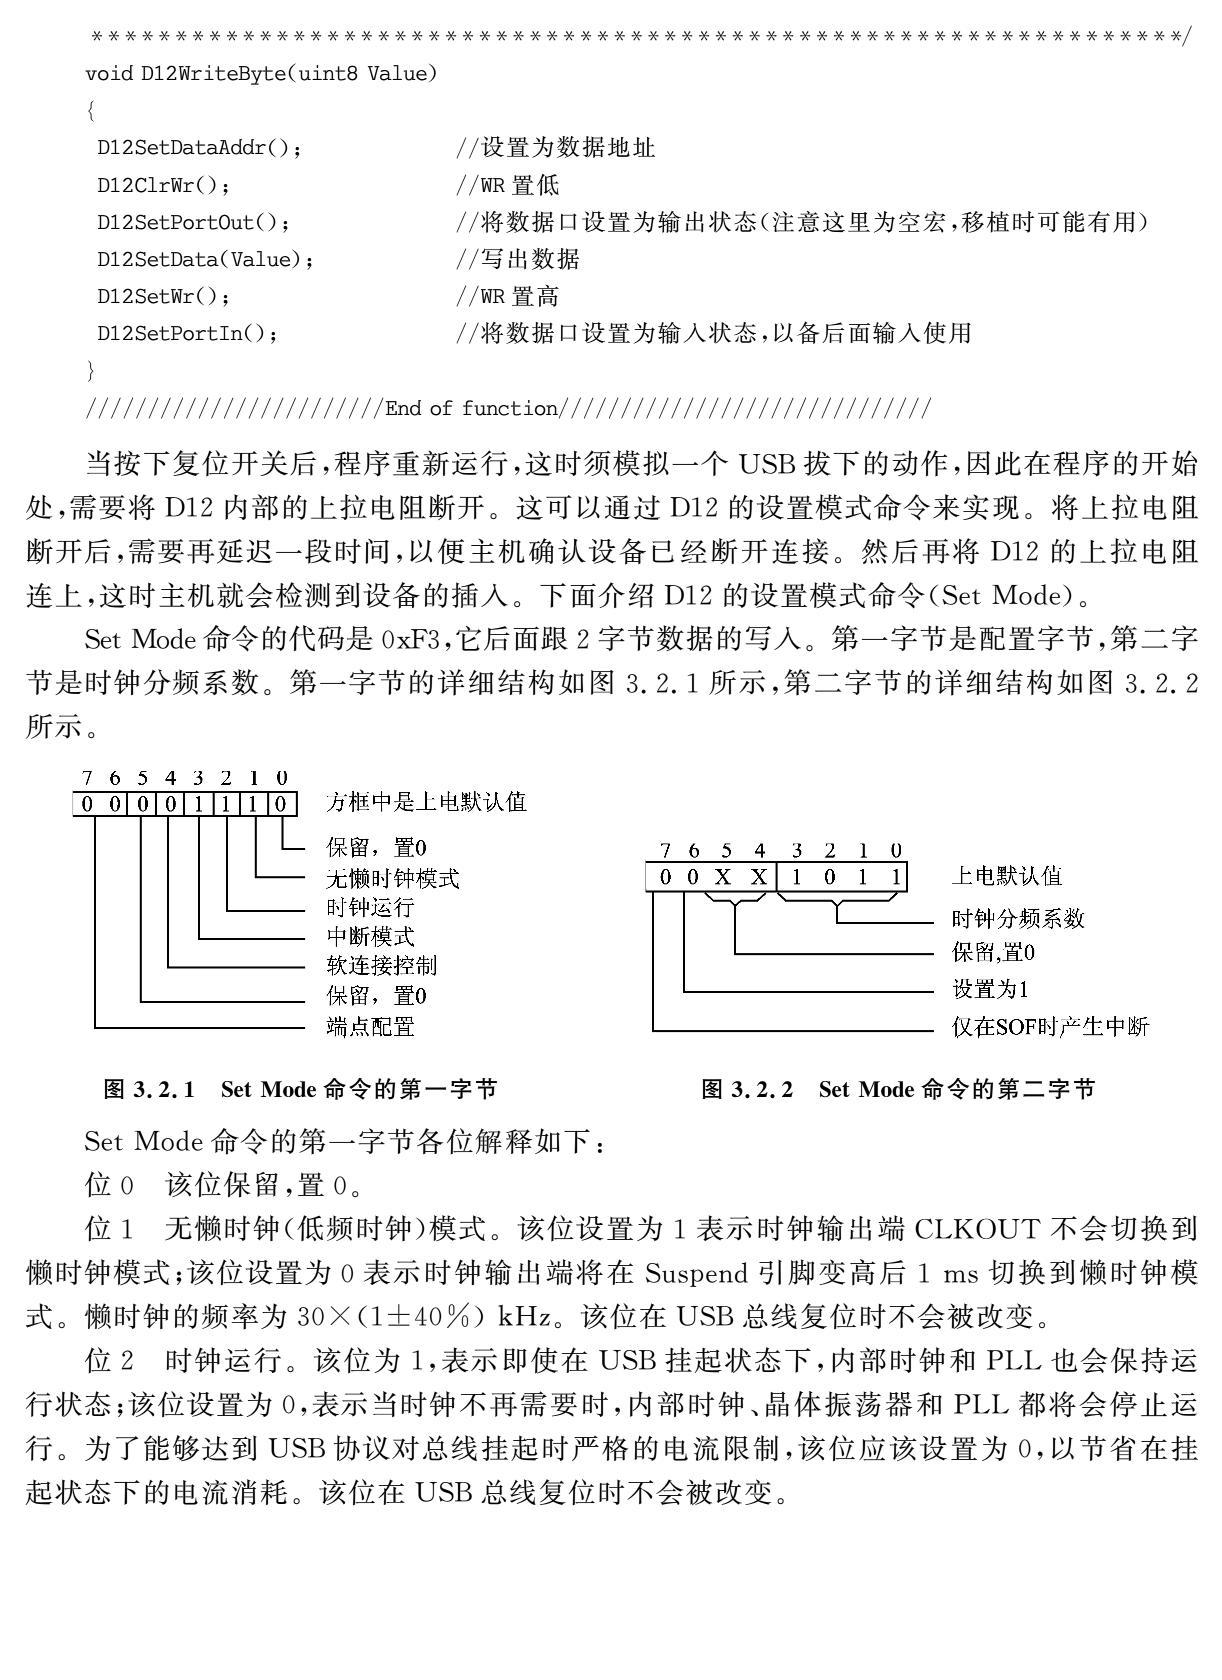 *****************************************************************/
void D12WriteByte(uint8 Value)
{
D12SetDataAddr(); //设置为数据地址
D12ClrWr(); //WR 置低
D12SetPortOut(); //将数据口设置为输出状态(注意这里为空宏,移植时可能有用)
D12SetData(Value); //写出数据
D12SetWr(); //WR 置高
D12SetPortIn(); //将数据口设置为输入状态,以备后面输入使用
}
////////////////////////End of function//////////////////////////////
当按下复位开关后,程序重新运行,这时须模拟一个 USB 拔下的动作,因此在程序的开始
处,需要将 D12 内部的上拉电阻断开。这可以通过 D12 的设置模式命令来实现。将上拉电阻
断开后,需要再延迟一段时间,以便主机确认设备已经断开连接。然后再将 D12 的上拉电阻
连上,这时主机就会检测到设备的插入。下面介绍 D12 的设置模式命令(Set Mode)。
Set Mode 命令的代码是 0xF3,它后面跟 2 字节数据的写入。第一字节是配置字节,第二字
节是时钟分频系数。第一字节的详细结构如图 3.2.1 所示,第二字节的详细结构如图 3.2.2
所示。
7 6 5 4 3 2 1 0
0 0 0 0 1 1 1 0 方框中是上电默认值
保留，置0
无懒时钟模式
时钟运行
中断模式
软连接控制
保留，置0
端点配置
图 3.2.1 Set Mode 命令的第一字节
7 6 5 4 3 2 1 0
0 0 X X 1 0 1 1 上电默认值
时钟分频系数
保留,置0
设置为1
仅在SOF时产生中断
图 3.2.2 Set Mode 命令的第二字节
Set Mode 命令的第一字节各位解释如下:
位 0 该位保留,置 0。
位 1 无懒时钟(低频时钟)模式。该位设置为 1 表示时钟输出端 CLKOUT 不会切换到
懒时钟模式;该位设置为 0 表示时钟输出端将在 Suspend 引脚变高后 1 ms 切换到懒时钟模
式。懒时钟的频率为 30×(1±40%) kHz。该位在 USB 总线复位时不会被改变。
位 2 时钟运行。该位为 1,表示即使在 USB 挂起状态下,内部时钟和 PLL 也会保持运
行状态;该位设置为 0,表示当时钟不再需要时,内部时钟、晶体振荡器和 PLL 都将会停止运
行。为了能够达到 USB 协议对总线挂起时严格的电流限制,该位应该设置为 0,以节省在挂
起状态下的电流消耗。该位在 USB 总线复位时不会被改变。